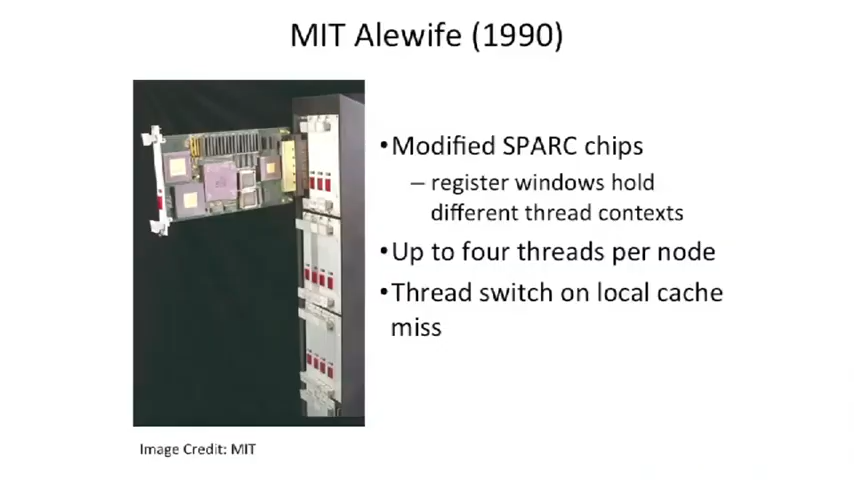 MIT Alewife (1990)
•Modified SPARC chips
– register windows hold
different thread contexts
•Up to four threads per node
•Thread switch on local cache
miss
Image Credit: MIT